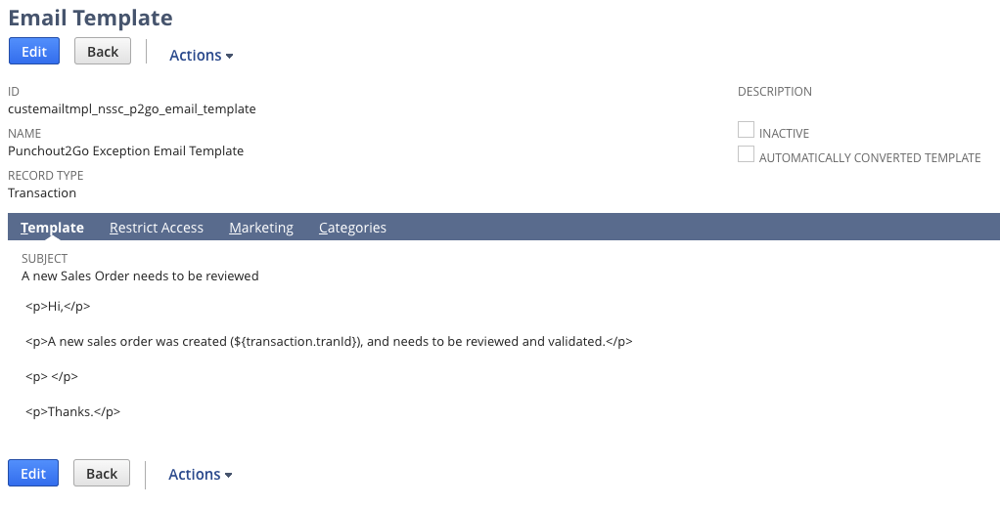 Email Template
Edit
Back
Actions
ID
custemailtmpl_nssc_p2go_email_template
NAME
Punchout2Go Exception Email Template
RECORD TYPE
Transaction
DESCRIPTION
INACTIVE
AUTOMATICALLY CONVERTED TEMPLATE
Template Restrict Access Marketing Categories
SUBJECT
A new Sales Order needs to be reviewed
<p>Hi,</p>
<p>A new sales order was created (${transaction.tranId}), and needs to be reviewed and validated.</p>
<p> </p>
<p>Thanks.</p>
Edit
Back
Actions